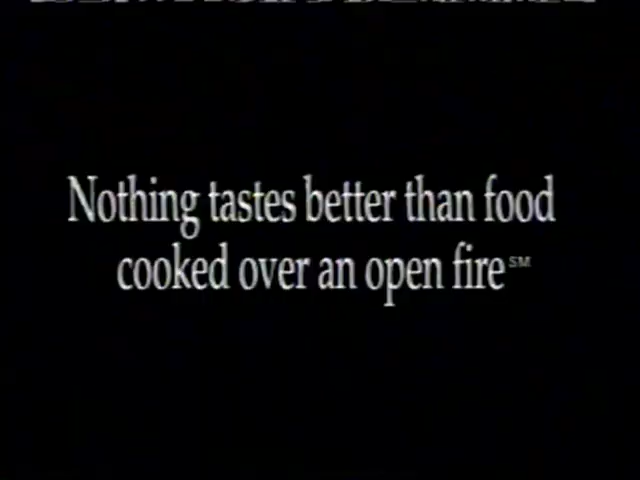 Nothing tastes better than food
cooked over an open fire℠